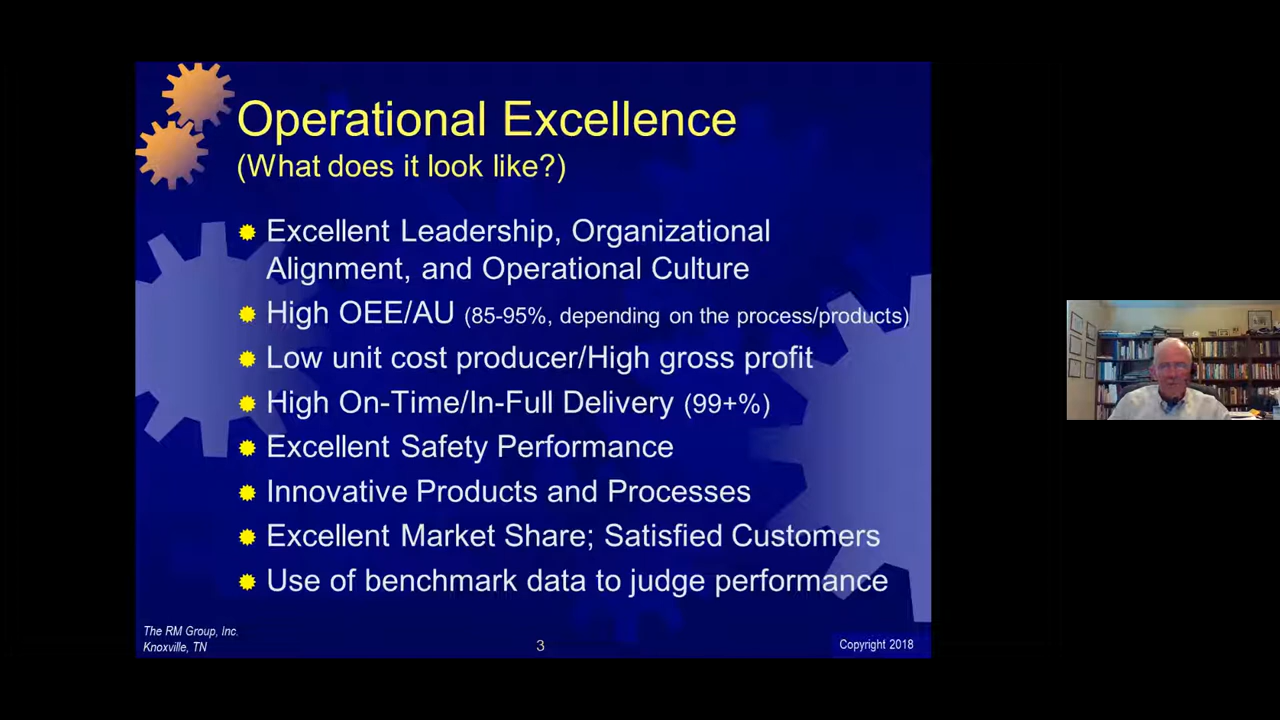 Operational Excellence
(What does it look like?)
Excellent Leadership, Organizational
Alignment, and Operational Culture
High OEE/AU (85-95%, depending on the process/products)
Low unit cost producer/High gross profit
High On-Time/In-Full Delivery (99+%)
Excellent Safety Performance
Innovative Products and Processes
Excellent Market Share; Satisfied Customers
Use of benchmark data to judge performance
The RM Group, Inc.
Knoxville, TN
3
Copyright 2018